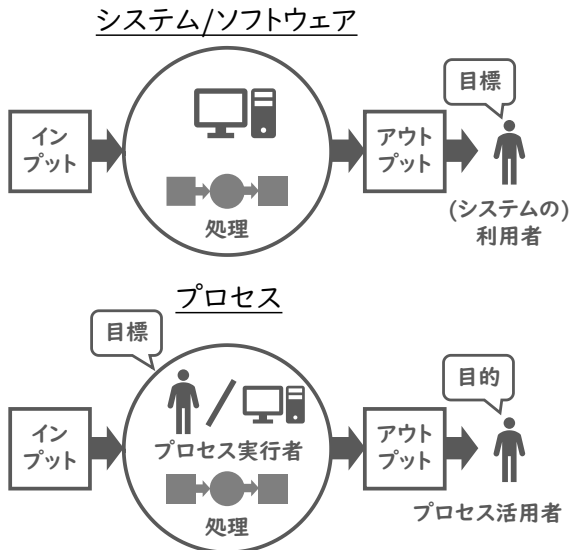 システム/ソフトウェア
目標
イン
プット
アウト
プット
処理
(システムの)
利用者
プロセス
目標
目的
イン
プット
プロセス実行者
アウト
プット
処理
プロセス活用者